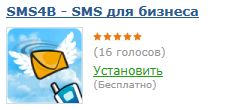 SMS4B - SMS для бизнеса
(16 голосов)
Установить
(Бесплатно)